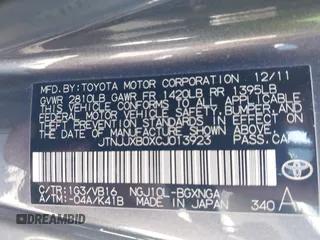 MFD. BY: TOYOTA MOTOR CORPORATION 12/11
GVWR 2810LB GAWR FR 1420LB RR 1395LB
THIS VEHICLE CONFORMS TO ALL APPLICABLE
FEDERAL MOTOR VEHICLE SAFETY, BUMPER, AND
THEFT PREVENTION STANDARDS IN EFFECT ON
THE DATE OF MANUFACTURE SHOWN ABOVE.
JTNJJXB0XCJ013923 PASS. CAR
C/TR: 1G3/VB16 NGJ10L-BGXNGA
A/TM: -04A/K41B MADE IN JAPAN 340 A
TOYOTA